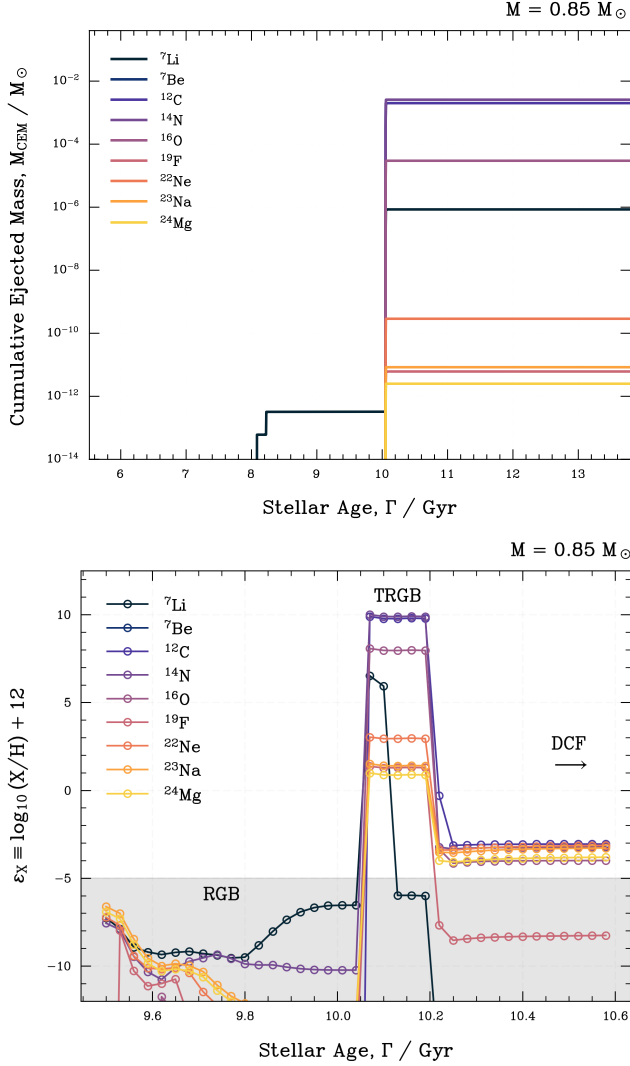 M = 0.85 M⊙
Cumulative Ejected Mass, M_CEM / M⊙
10⁻²
10⁻⁴
10⁻⁶
10⁻⁸
10⁻¹⁰
10⁻¹²
10⁻¹⁴
⁷Li
⁷Be
¹²C
¹⁴N
¹⁶O
¹⁹F
²²Ne
²³Na
²⁴Mg
6 7 8 9 10 11 12 13
Stellar Age, Γ / Gyr
M = 0.85 M⊙
ε_X ≡ log₁₀ (X/H) + 12
10
5
0
−5
−10
⁷Li
⁷Be
¹²C
¹⁴N
¹⁶O
¹⁹F
²²Ne
²³Na
²⁴Mg
TRGB
DCF
→
RGB
9.6 9.8 10.0 10.2 10.4 10.6
Stellar Age, Γ / Gyr